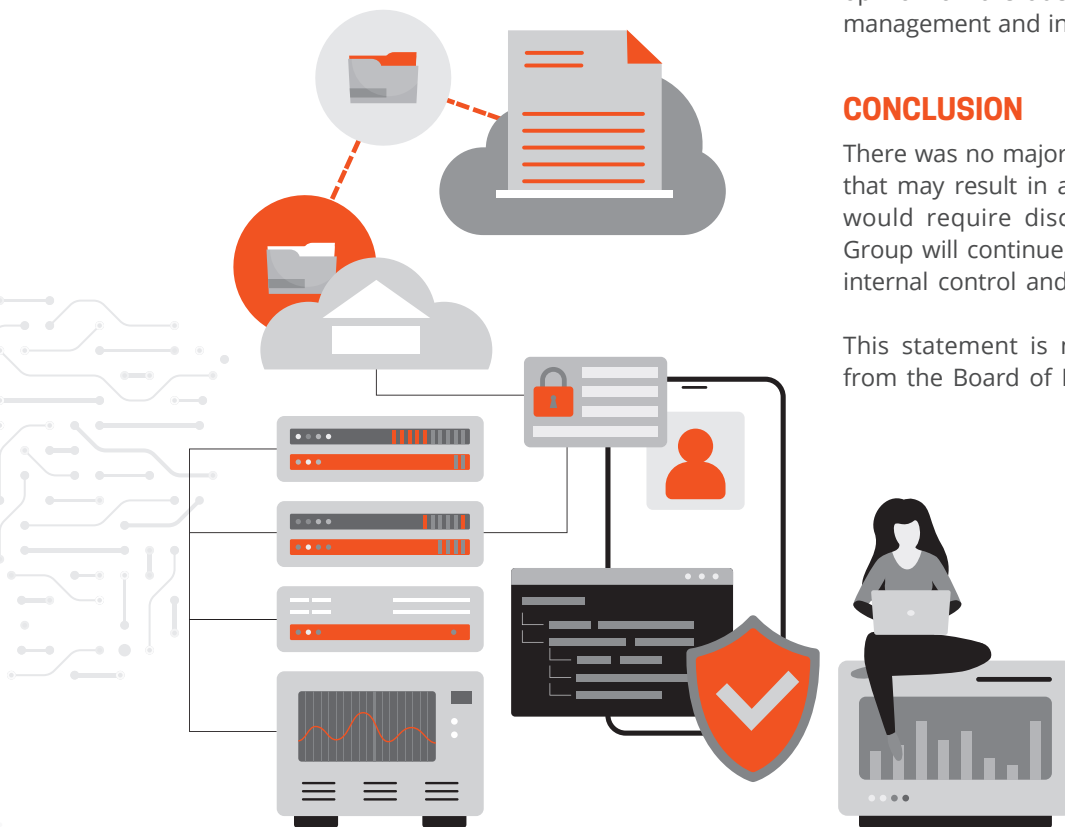 management and in
CONCLUSION
There was no major
that may result in a
would require disc
Group will continue
internal control and
This statement is r
from the Board of